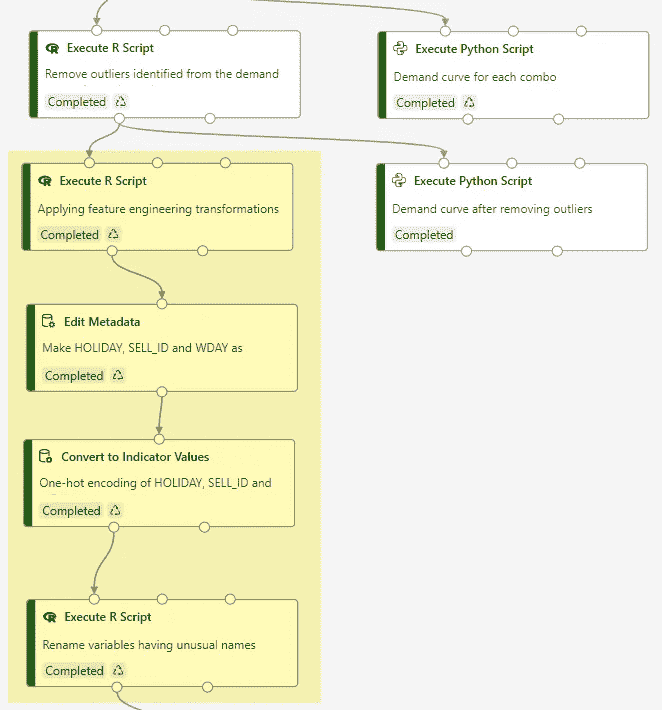 Execute R Script
Remove outliers identified from the demand
Completed
Execute Python Script
Demand curve for each combo
Completed
Execute R Script
Applying feature engineering transformations
Completed
Execute Python Script
Demand curve after removing outliers
Completed
Edit Metadata
Make HOLIDAY, SELL_ID and WDAY as
Completed
Convert to Indicator Values
One-hot encoding of HOLIDAY, SELL_ID and
Completed
Execute R Script
Rename variables having unusual names
Completed